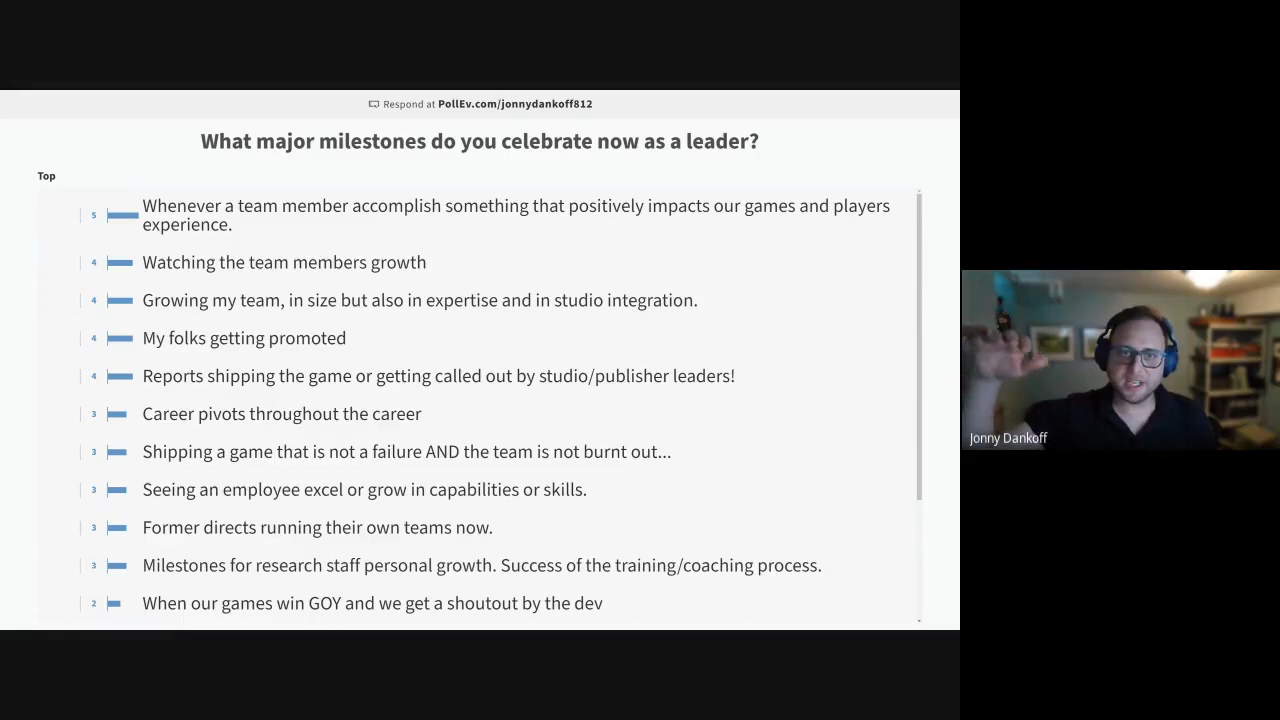 Respond at PollEv.com/jonnydankoff812
What major milestones do you celebrate now as a leader?
Top
5 Whenever a team member accomplish something that positively impacts our games and players
experience.
4 Watching the team members growth
4 Growing my team, in size but also in expertise and in studio integration.
4 My folks getting promoted
4 Reports shipping the game or getting called out by studio/publisher leaders!
3 Career pivots throughout the career
3 Shipping a game that is not a failure AND the team is not burnt out...
3 Seeing an employee excel or grow in capabilities or skills.
3 Former directs running their own teams now.
3 Milestones for research staff personal growth. Success of the training/coaching process.
2 When our games win GOY and we get a shoutout by the dev
Jonny Dankoff